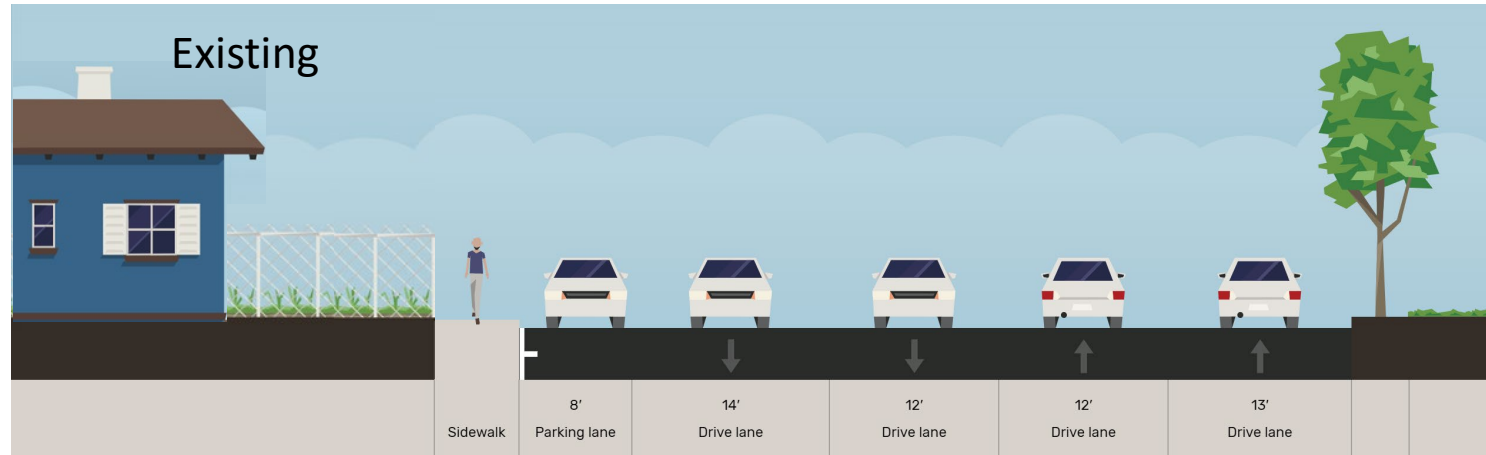 Existing
8′ 14′ 12′ 12′ 13′
Sidewalk Parking lane Drive lane Drive lane Drive lane Drive lane